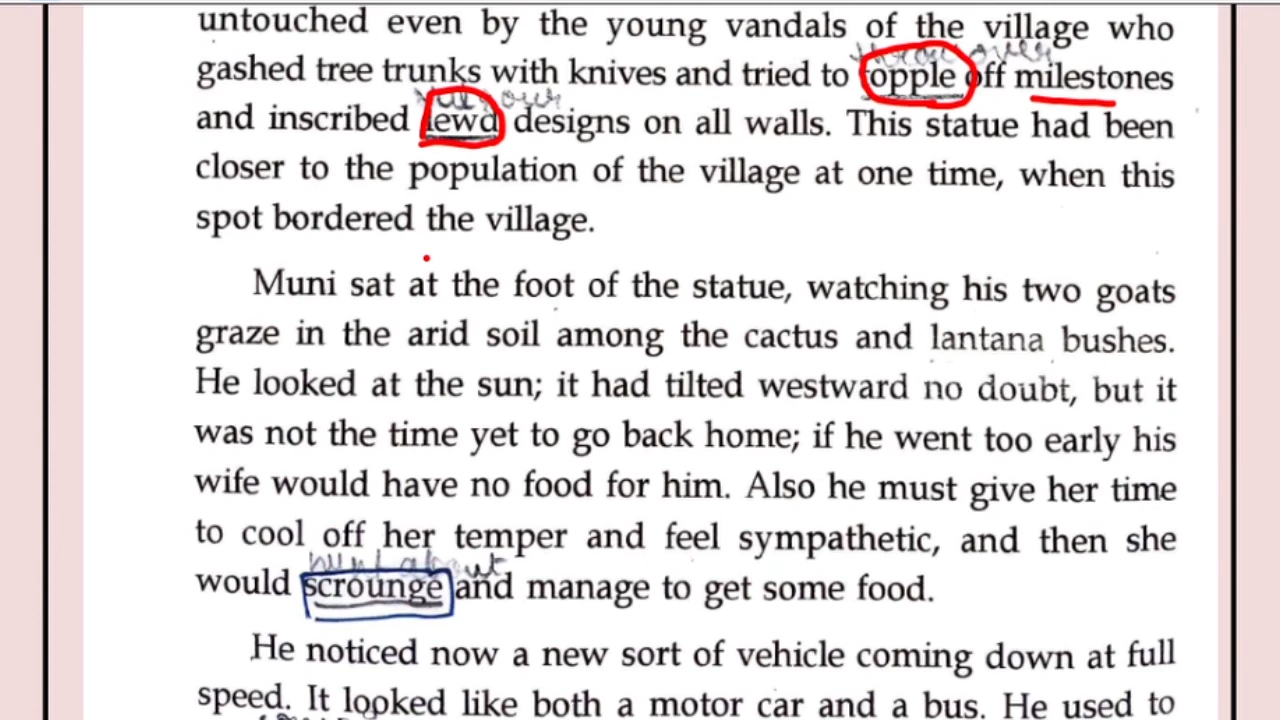 untouched even by the young vandals of the village who
throw over
gashed tree trunks with knives and tried to topple off milestones
and inscribed lewd designs on all walls. This statue had been
closer to the population of the village at one time, when this
spot bordered the village.
Muni sat at the foot of the statue, watching his two goats
graze in the arid soil among the cactus and lantana bushes.
He looked at the sun; it had tilted westward no doubt, but it
was not the time yet to go back home; if he went too early his
wife would have no food for him. Also he must give her time
to cool off her temper and feel sympathetic, and then she
hunt about
would scrounge and manage to get some food.
He noticed now a new sort of vehicle coming down at full
speed. It looked like both a motor car and a bus. He used to